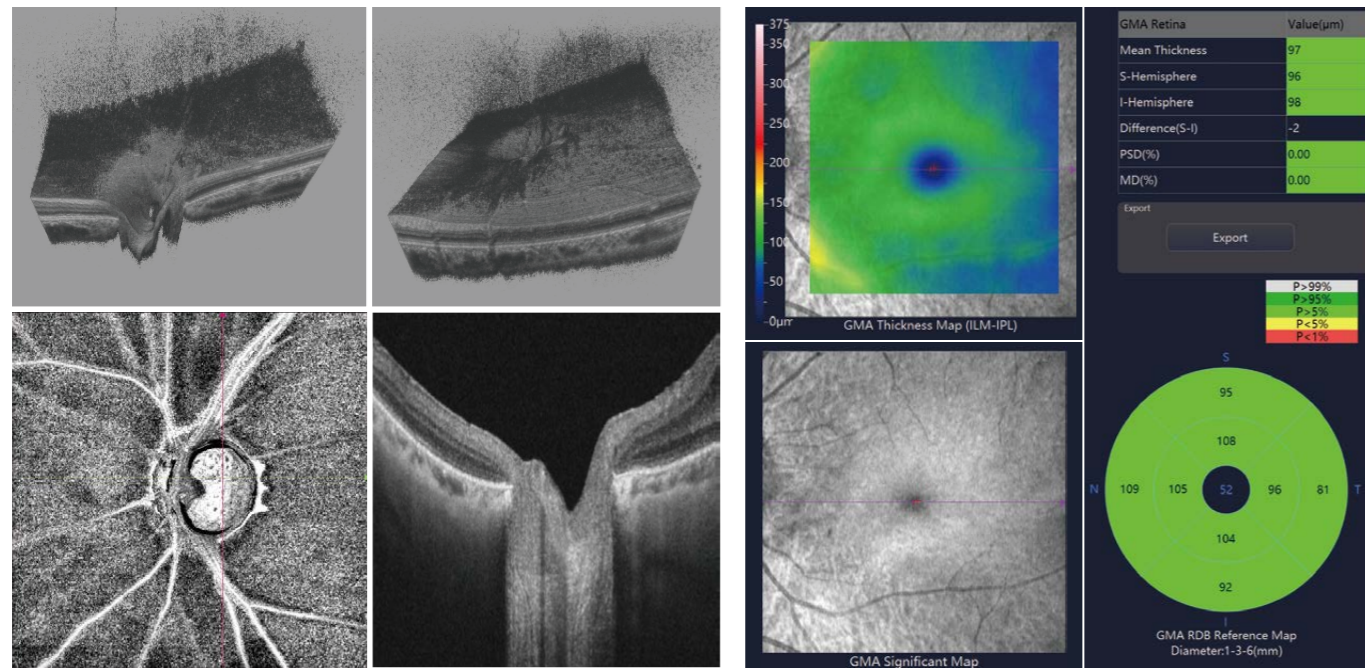 375
350
300
250
200
150
100
50
0µm
GMA Thickness Map (ILM-IPL)
GMA Significant Map
GMA Retina Value(µm)
Mean Thickness 97
S-Hemisphere 96
I-Hemisphere 98
Difference(S-I) -2
PSD(%) 0.00
MD(%) 0.00
Export
Export
P>99%
P>95%
P>5%
P<5%
P<1%
S
95
108
N 109 105 52 96 81 T
104
92
I
GMA RDB Reference Map
Diameter:1-3-6(mm)